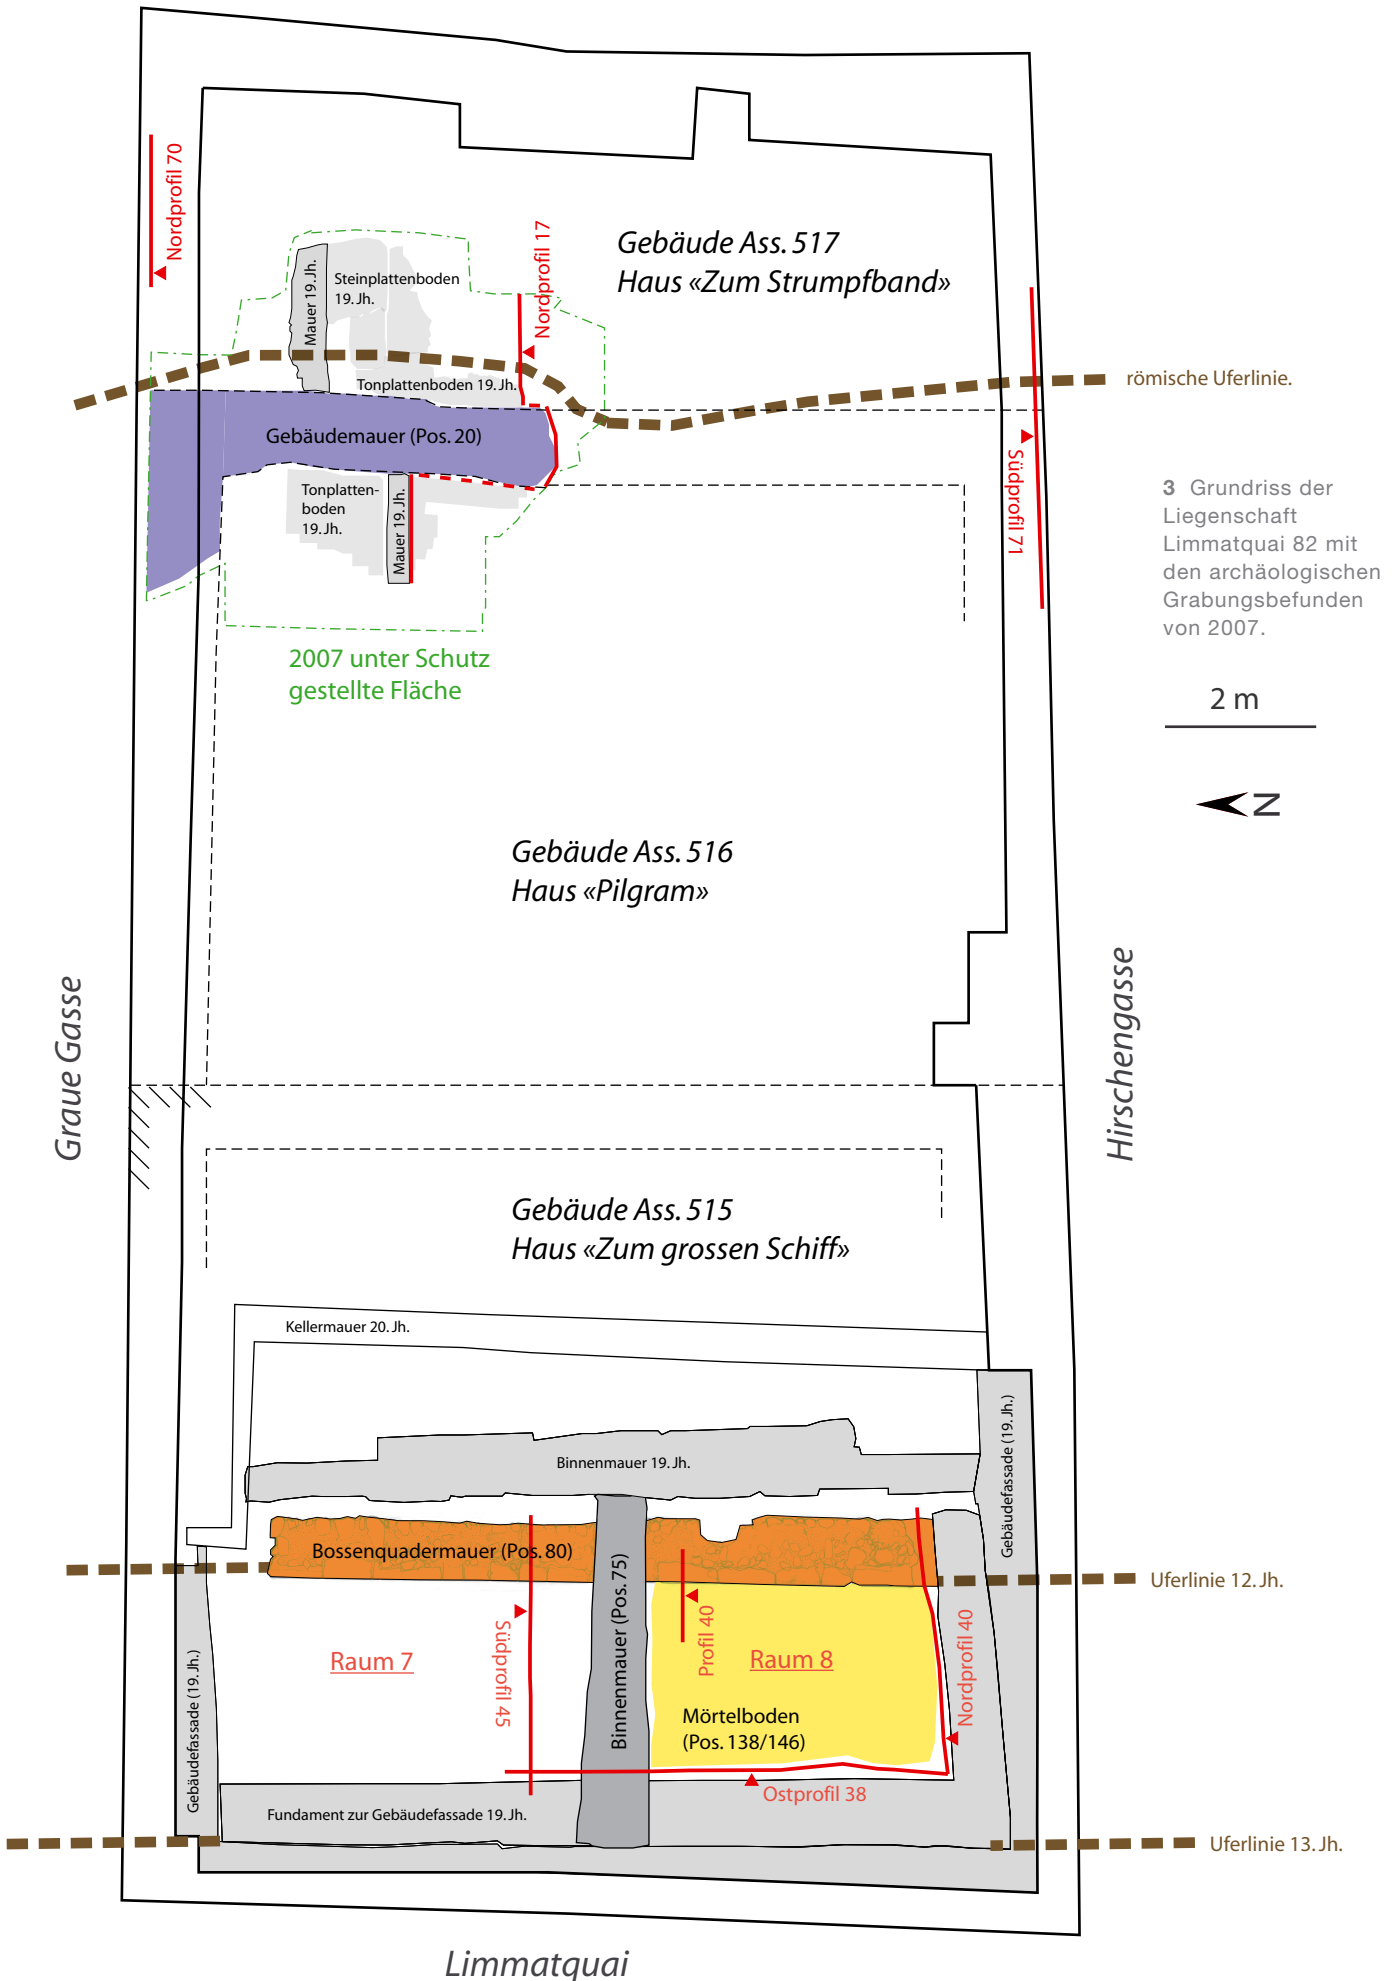 Nordprofil 70
Nordprofil 17
Gebäude Ass. 517
Haus «Zum Strumpfband»
Mauer 19. Jh.
Steinplattenboden
19. Jh.
Tonplattenboden 19. Jh.
römische Uferlinie.
Gebäudemauer (Pos. 20)
Südprofil 71
Tonplatten-
boden
19. Jh.
Mauer 19. Jh.
3 Grundriss der
Liegenschaft
Limmatquai 82 mit
den archäologischen
Grabungsbefunden
von 2007.
2007 unter Schutz
gestellte Fläche
2 m
N
Gebäude Ass. 516
Haus «Pilgram»
Graue Gasse
Hirschengasse
Gebäude Ass. 515
Haus «Zum grossen Schiff»
Kellermauer 20. Jh.
Binnenmauer 19. Jh.
Gebäudefassade (19. Jh.)
Bossenquadermauer (Pos. 80)
Uferlinie 12. Jh.
Binnenmauer (Pos. 75)
Südprofil 45
Profil 40
Nordprofil 40
Raum 7
Raum 8
Gebäudefassade (19. Jh.)
Mörtelboden
(Pos. 138/146)
Ostprofil 38
Fundament zur Gebäudefassade 19. Jh.
Uferlinie 13. Jh.
Limmatquai